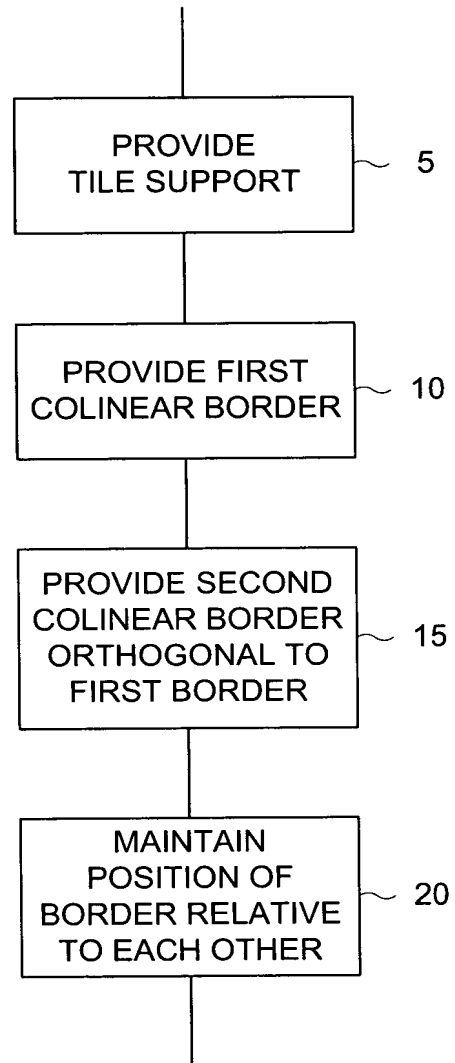 PROVIDE
TILE SUPPORT
5
PROVIDE FIRST
COLINEAR BORDER
10
PROVIDE SECOND
COLINEAR BORDER
ORTHOGONAL TO
FIRST BORDER
15
MAINTAIN
POSITION OF
BORDER RELATIVE
TO EACH OTHER
20